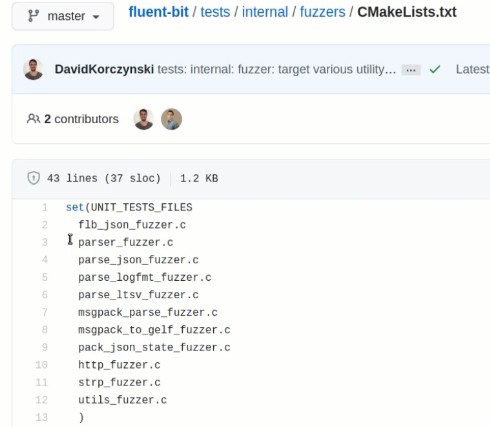 master fluent-bit / tests / internal / fuzzers / CMakeLists.txt
DavidKorczynski tests: internal: fuzzer: target various utility… ... Latest
2 contributors
43 lines (37 sloc) 1.2 KB
1 set(UNIT_TESTS_FILES
2 flb_json_fuzzer.c
3 parser_fuzzer.c
4 parse_json_fuzzer.c
5 parse_logfmt_fuzzer.c
6 parse_ltsv_fuzzer.c
7 msgpack_parse_fuzzer.c
8 msgpack_to_gelf_fuzzer.c
9 pack_json_state_fuzzer.c
10 http_fuzzer.c
11 strp_fuzzer.c
12 utils_fuzzer.c
13 )